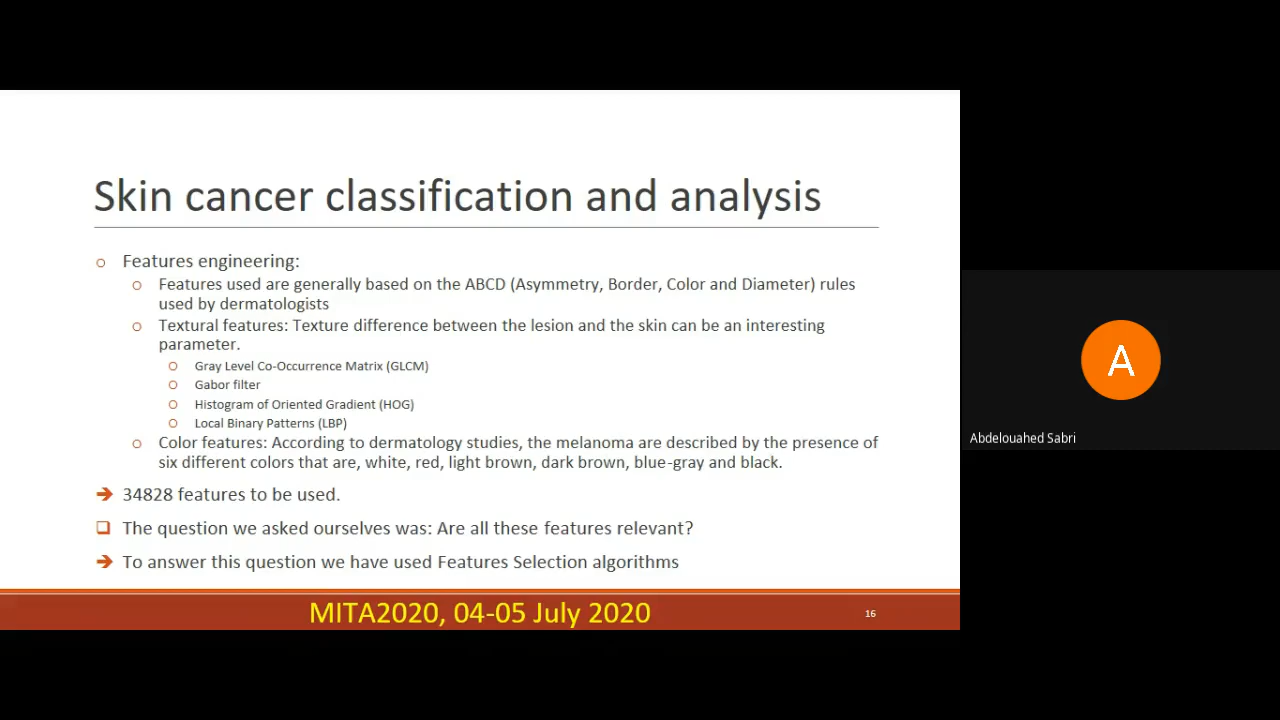 Skin cancer classification and analysis
Features engineering:
Features used are generally based on the ABCD (Asymmetry, Border, Color and Diameter) rules
used by dermatologists
Textural features: Texture difference between the lesion and the skin can be an interesting
parameter.
Gray Level Co-Occurrence Matrix (GLCM)
Gabor filter
Histogram of Oriented Gradient (HOG)
Local Binary Patterns (LBP)
Color features: According to dermatology studies, the melanoma are described by the presence of
six different colors that are, white, red, light brown, dark brown, blue-gray and black.
➔ 34828 features to be used.
The question we asked ourselves was: Are all these features relevant?
➔ To answer this question we have used Features Selection algorithms
MITA2020, 04-05 July 2020
16
A
Abdelouahed Sabri